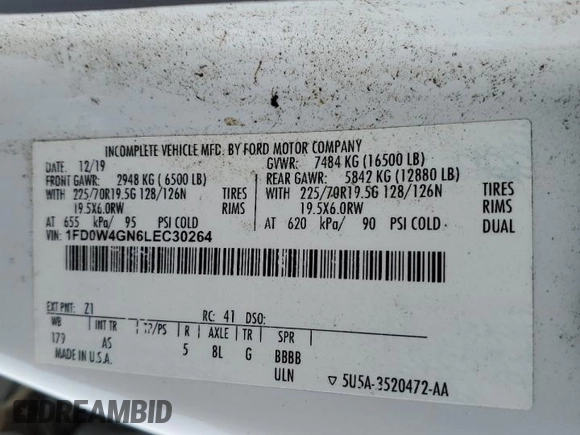 INCOMPLETE VEHICLE MFD. BY FORD MOTOR COMPANY
DATE: 12/19 GVWR: 7484 KG (16500 LB)
FRONT GAWR: 2948 KG ( 6500 LB) REAR GAWR: 5842 KG (12880 LB)
WITH 225/70R19.5G 128/126N TIRES WITH 225/70R19.5G 128/126N TIRES
19.5X6.0RW RIMS 19.5X6.0RW RIMS
AT 655 kPa/ 95 PSI COLD AT 620 kPa/ 90 PSI COLD DUAL
VIN: 1FD0W4GN6LEC30264
EXT PNT: Z1 RC: 41 DSO:
WB INT TR TP/PS R AXLE TR SPR
179 AS 5 8L G BBBB
MADE IN U.S.A. ULN ▽ 5U5A-3520472-AA
DREAMBID